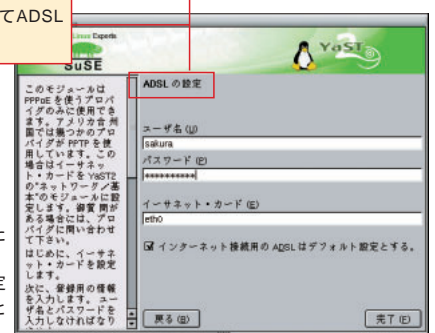 てADSL
Linux Experts
SuSE
YaST
このモジュールは
PPPoEを使うプロバ
イダのみに使用でき
ます。アメリカ合州
国では幾つかのプロ
バイダが PPTP を使
用しています。この
場合はイーサネッ
ト・カードを YaST2
の"ネットワーク/基
本"のモジュールに設
定します。御質問が
ある場合には、プロ
バイダに問い合わせ
て下さい。
はじめに、イーサネ
ット・カードを設定
します。
次に、登録用の情報
を入力します。ユー
ザ名とパスワードを
入力しなければなり
ADSL の設定
ユーザ名 (U)
sakura
パスワード (P)
**********
イーサネット・カード (E)
eth0
インターネット接続用の ADSL はデフォルト設定とする。
戻る (B)
完了 (F)
に
定
と